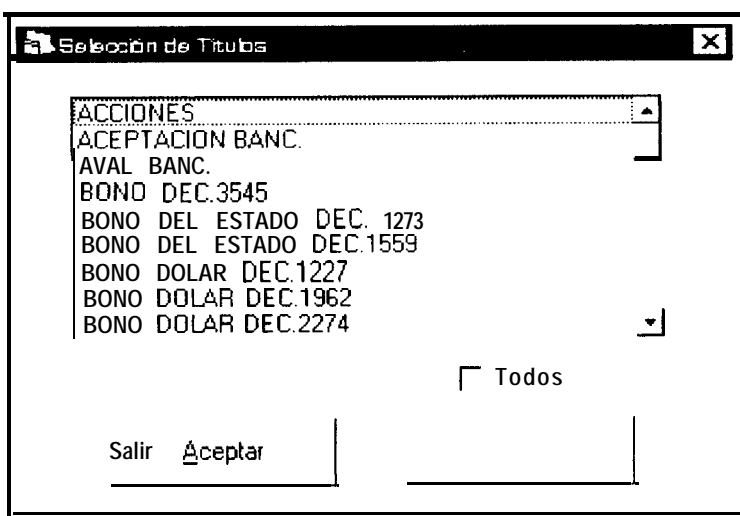 Selección de Titulos
ACCIONES
ACEPTACION BANC.
AVAL BANC.
BONO DEC.3545
BONO DEL ESTADO DEC. 1273
BONO DEL ESTADO DEC.1559
BONO DOLAR DEC.1227
BONO DOLAR DEC.1962
BONO DOLAR DEC.2274
Todos
Salir Aceptar